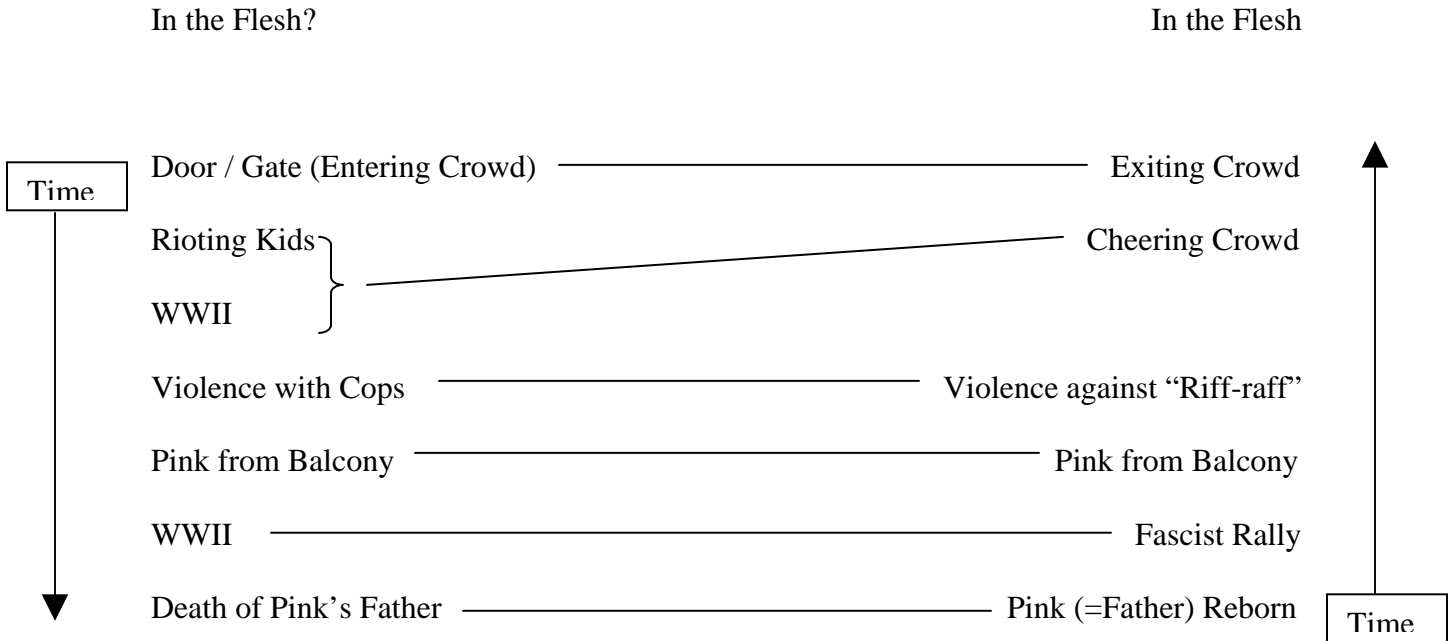 In the Flesh? In the Flesh
Door / Gate (Entering Crowd) Exiting Crowd
Time
Rioting Kids Cheering Crowd
WWII
Violence with Cops Violence against “Riff-raff”
Pink from Balcony Pink from Balcony
WWII Fascist Rally
Death of Pink’s Father Pink (=Father) Reborn
Time